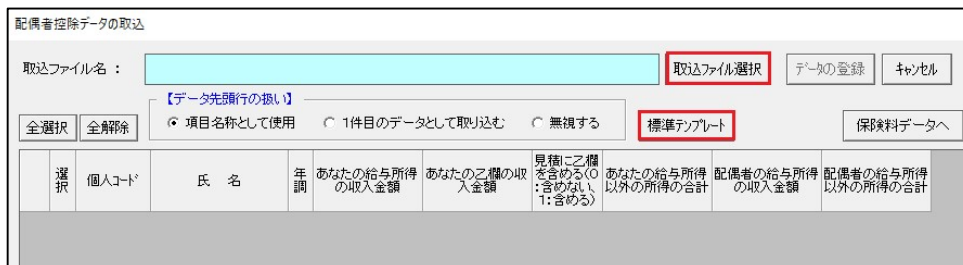 配偶者控除データの取込
取込ファイル名 :
取込ファイル選択
データの登録
キャンセル
【データ先頭行の扱い】
全選択
全解除
項目名称として使用
1件目のデータとして取り込む
無視する
標準テンプレート
保険料データへ
選択
個人コード
氏 名
年調
あなたの給与所得
の収入金額
あなたの乙欄の収
入金額
見積に乙欄
を含める(0
:含めない、
1:含める)
あなたの給与所得
以外の所得の合計
配偶者の給与所得
の収入金額
配偶者の給与所得
以外の所得の合計